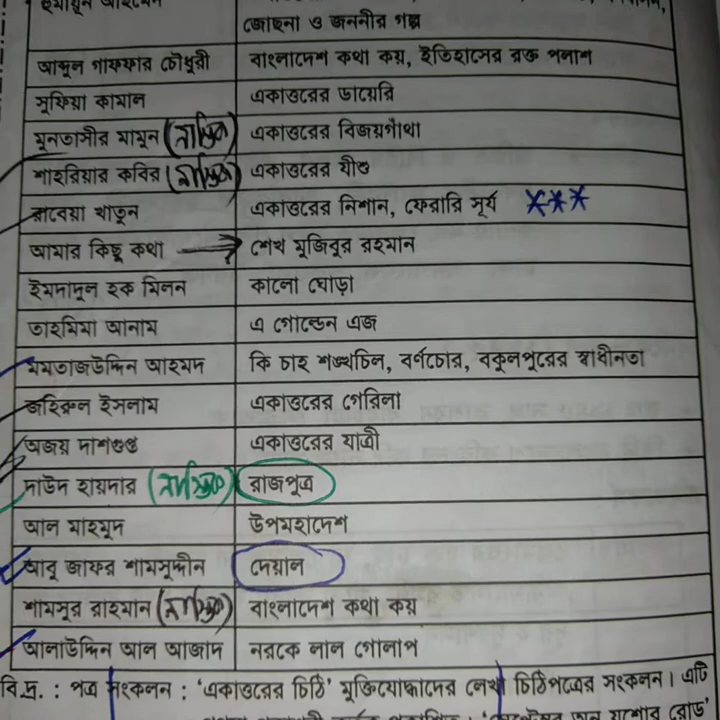 হুমায়ূন আহমেদ
জোছনা ও জননীর গল্প
আব্দুল গাফফার চৌধুরী বাংলাদেশ কথা কয়, ইতিহাসের রক্ত পলাশ
সুফিয়া কামাল একাত্তরের ডায়েরি
মুনতাসীর মামুন (নাস্তিক) একাত্তরের বিজয়গাঁথা
শাহরিয়ার কবির (নাস্তিক) একাত্তরের যীশু
রাবেয়া খাতুন একাত্তরের নিশান, ফেরারি সূর্য ***
আমার কিছু কথা → শেখ মুজিবুর রহমান
ইমদাদুল হক মিলন কালো ঘোড়া
তাহমিমা আনাম এ গোল্ডেন এজ
মমতাজউদ্দিন আহমদ কি চাহ শঙ্খচিল, বর্ণচোর, বকুলপুরের স্বাধীনতা
জহিরুল ইসলাম একাত্তরের গেরিলা
অজয় দাশগুপ্ত একাত্তরের যাত্রী
দাউদ হায়দার (নাস্তিক) রাজপুত্র
আল মাহমুদ উপমহাদেশ
আবু জাফর শামসুদ্দীন দেয়াল
শামসুর রাহমান (নাস্তিক) বাংলাদেশ কথা কয়
আলাউদ্দিন আল আজাদ নরকে লাল গোলাপ
বি.দ্র. : পত্র সংকলন : ‘একাত্তরের চিঠি’ মুক্তিযোদ্ধাদের লেখা চিঠিপত্রের সংকলন। এটি
যশোর রোড’